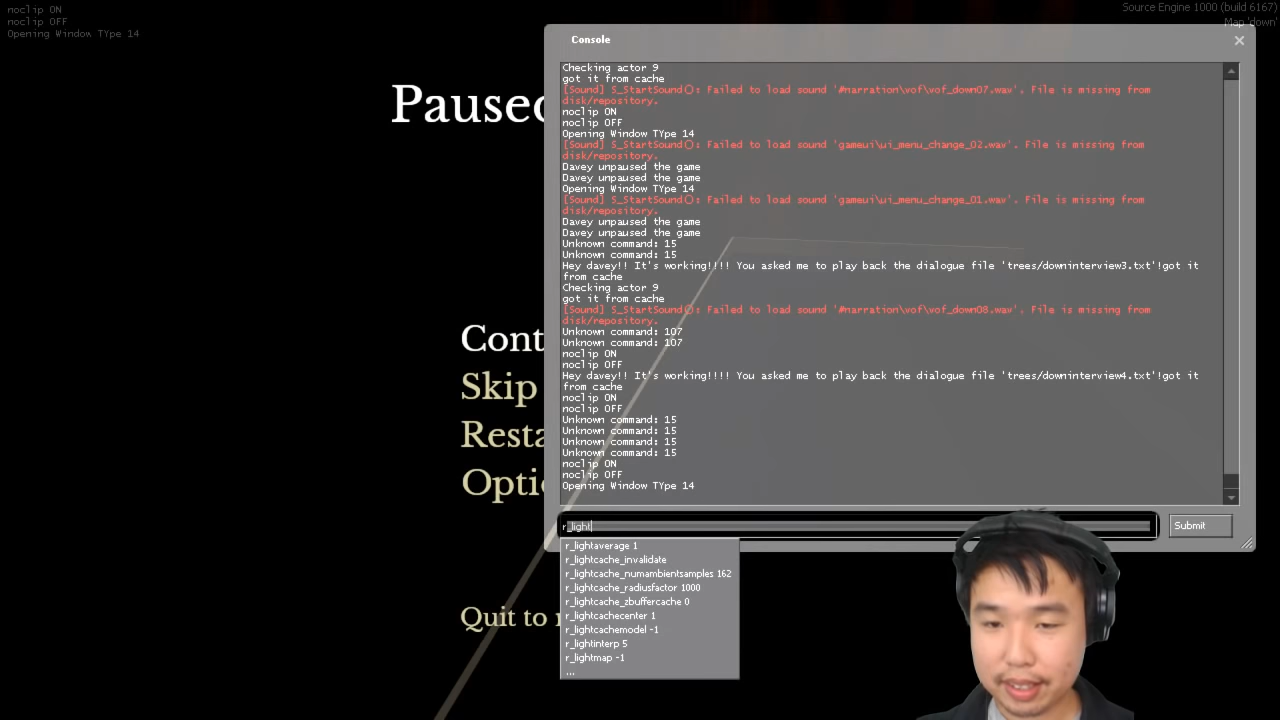 noclip ON
noclip OFF
Opening Window TYpe 14
Source Engine 1000 (build 6167)
Map 'down'
Paused
Cont
Skip
Resta
Optio
Quit to
Console
Checking actor 9
got it from cache
[Sound] S_StartSound(): Failed to load sound '#narration\vof\vof_down07.wav'. File is missing from
disk/repository.
noclip ON
noclip OFF
Opening Window TYpe 14
[Sound] S_StartSound(): Failed to load sound 'gameui\ui_menu_change_02.wav'. File is missing from
disk/repository.
Davey unpaused the game
Davey unpaused the game
Opening Window TYpe 14
[Sound] S_StartSound(): Failed to load sound 'gameui\ui_menu_change_01.wav'. File is missing from
disk/repository.
Davey unpaused the game
Davey unpaused the game
Unknown command: 15
Unknown command: 15
Hey davey!! It's working!!!! You asked me to play back the dialogue file 'trees/downinterview3.txt'!got it
from cache
Checking actor 9
got it from cache
[Sound] S_StartSound(): Failed to load sound '#narration\vof\vof_down08.wav'. File is missing from
disk/repository.
Unknown command: 107
Unknown command: 107
noclip ON
noclip OFF
Hey davey!! It's working!!!! You asked me to play back the dialogue file 'trees/downinterview4.txt'!got it
from cache
noclip ON
noclip OFF
Unknown command: 15
Unknown command: 15
Unknown command: 15
Unknown command: 15
noclip ON
noclip OFF
Opening Window TYpe 14
r_light
Submit
r_lightaverage 1
r_lightcache_invalidate
r_lightcache_numambientsamples 162
r_lightcache_radiusfactor 1000
r_lightcache_zbuffercache 0
r_lightcachecenter 1
r_lightcachemodel -1
r_lightinterp 5
r_lightmap -1
...